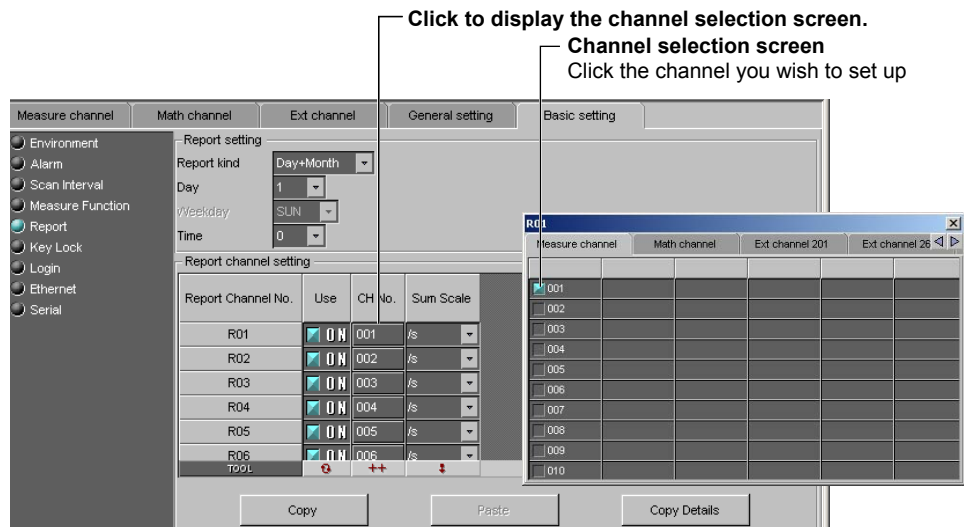 Click to display the channel selection screen.
Channel selection screen
Click the channel you wish to set up
Measure channel Math channel Ext channel General setting Basic setting
Environment
Alarm
Scan Interval
Measure Function
Report
Key Lock
Login
Ethernet
Serial
Report setting
Report kind Day+Month
Day 1
Weekday SUN
Time 0
Report channel setting
Report Channel No. Use CH No. Sum Scale
R01 ON 001 /s
R02 ON 002 /s
R03 ON 003 /s
R04 ON 004 /s
R05 ON 005 /s
R06 ON 006 /s
TOOL
Copy Paste Copy Details
R01
Measure channel Math channel Ext channel 201 Ext channel 26
001
002
003
004
005
006
007
008
009
010